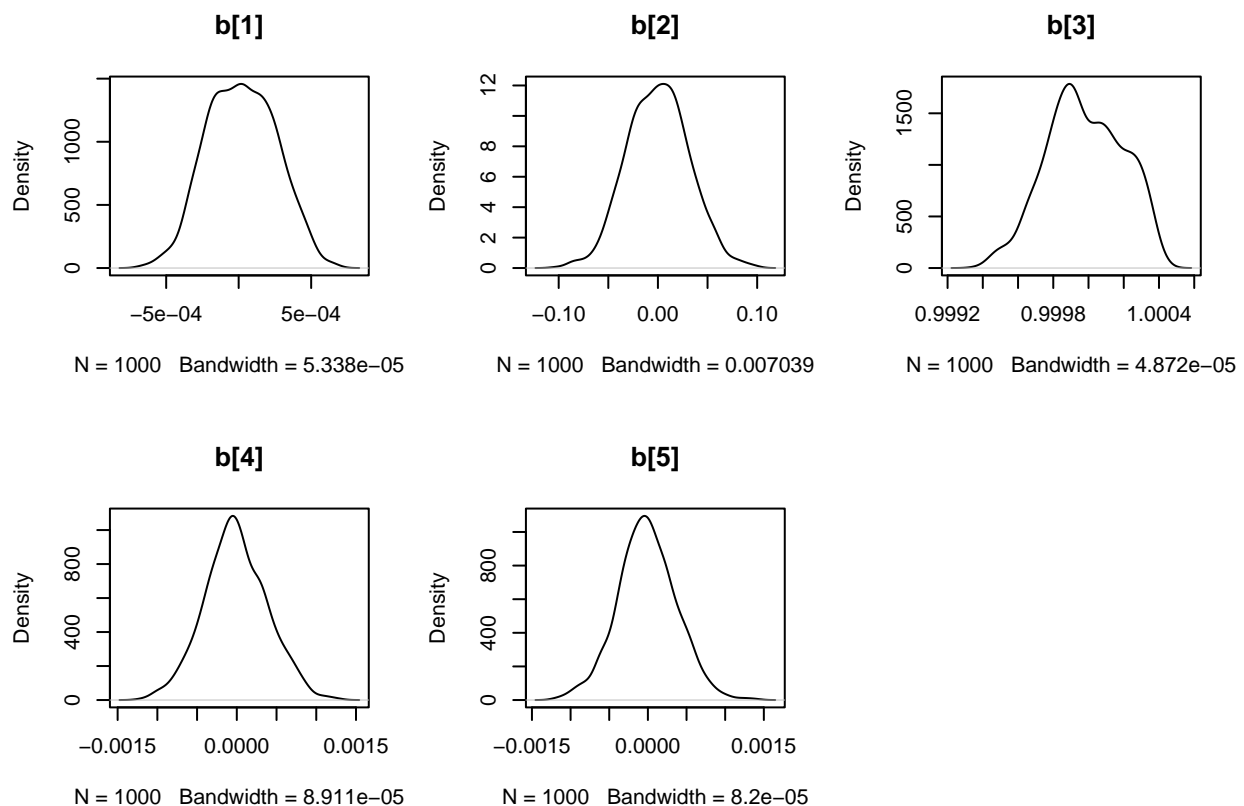 b[1]
Density
0
500
1000
−5e−04
5e−04
N = 1000   Bandwidth = 5.338e−05
b[2]
Density
0
2
4
6
8
12
−0.10
0.00
0.10
N = 1000   Bandwidth = 0.007039
b[3]
Density
0
500
1500
0.9992
0.9998
1.0004
N = 1000   Bandwidth = 4.872e−05
b[4]
Density
0
400
800
−0.0015
0.0000
0.0015
N = 1000   Bandwidth = 8.911e−05
b[5]
Density
0
400
800
−0.0015
0.0000
0.0015
N = 1000   Bandwidth = 8.2e−05